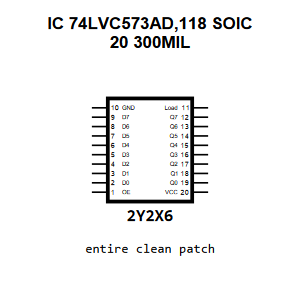 IC 74LVC573AD,118 SOIC
20 300MIL
10 GND Load 11
9 D7 Q7 12
8 D6 Q6 13
7 D5 Q5 14
6 D4 Q4 15
5 D3 Q3 16
4 D2 Q2 17
3 D1 Q1 18
2 D0 Q0 19
1 OE VCC 20
2Y2X6
entire clean patch